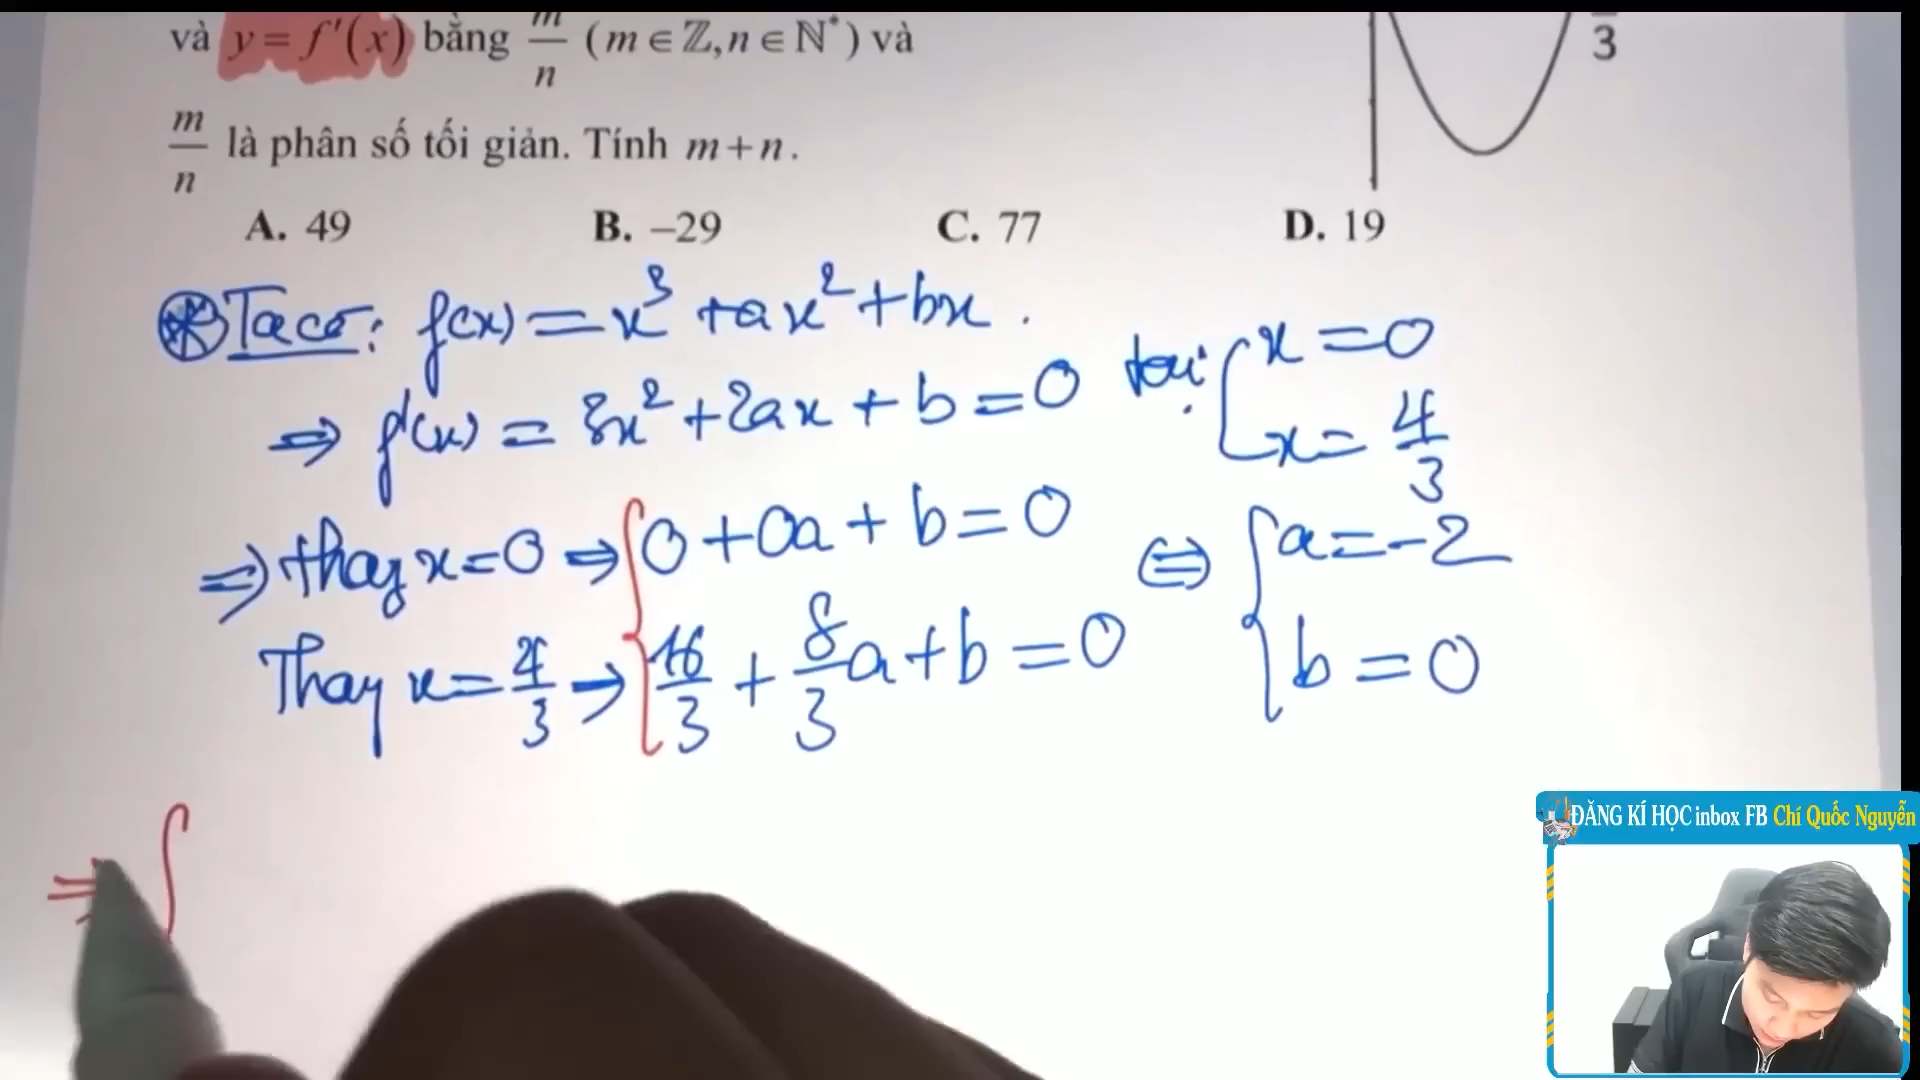 và y = f'(x) bằng m/n (m ∈ ℤ, n ∈ ℕ*) và
3
m/n là phân số tối giản. Tính m + n.
A. 49 B. –29 C. 77 D. 19
Ta có: f(x) = x³ + ax² + bx.
⇒ f'(x) = 3x² + 2ax + b = 0 tại [x = 0
x = 4/3
⇒ thay x = 0 ⇒ {0 + 0a + b = 0 ⇔ {a = -2
Thay x = 4/3 → 16/3 + 8/3 a + b = 0 b = 0
⇒ ∫
ĐĂNG KÍ HỌC inbox FB Chí Quốc Nguyễn